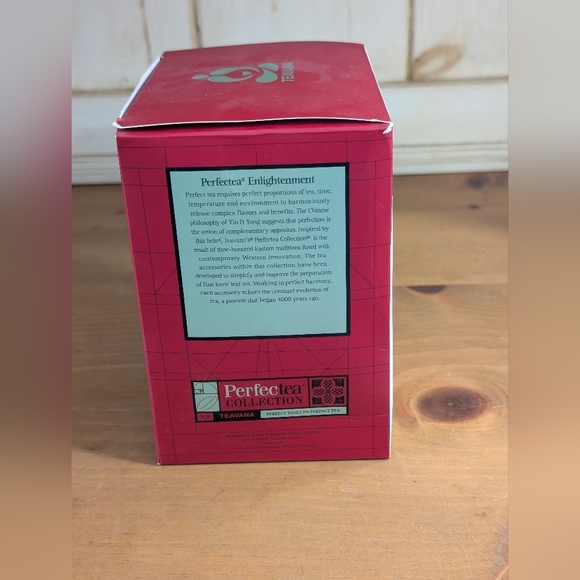 TEAVANA
Perfectea® Enlightenment
Perfect tea requires perfect proportions of tea, time,
temperature and environment to harmoniously
release complex flavors and benefits. The Chinese
philosophy of Yin & Yang suggests that perfection is
the union of complementary opposites. Inspired by
this belief, Teavana's® Perfectea Collection® is the
result of time-honored Eastern traditions fused with
contemporary Western innovation. The tea
accessories within this collection have been
developed to simplify and improve the preparation
of fine loose leaf tea. Working in perfect harmony,
each accessory echoes the constant evolution of
tea, a passion that began 4000 years ago.
Perfectea
COLLECTION
TEAVANA® PERFECT TOOLS FOR PERFECT TEA